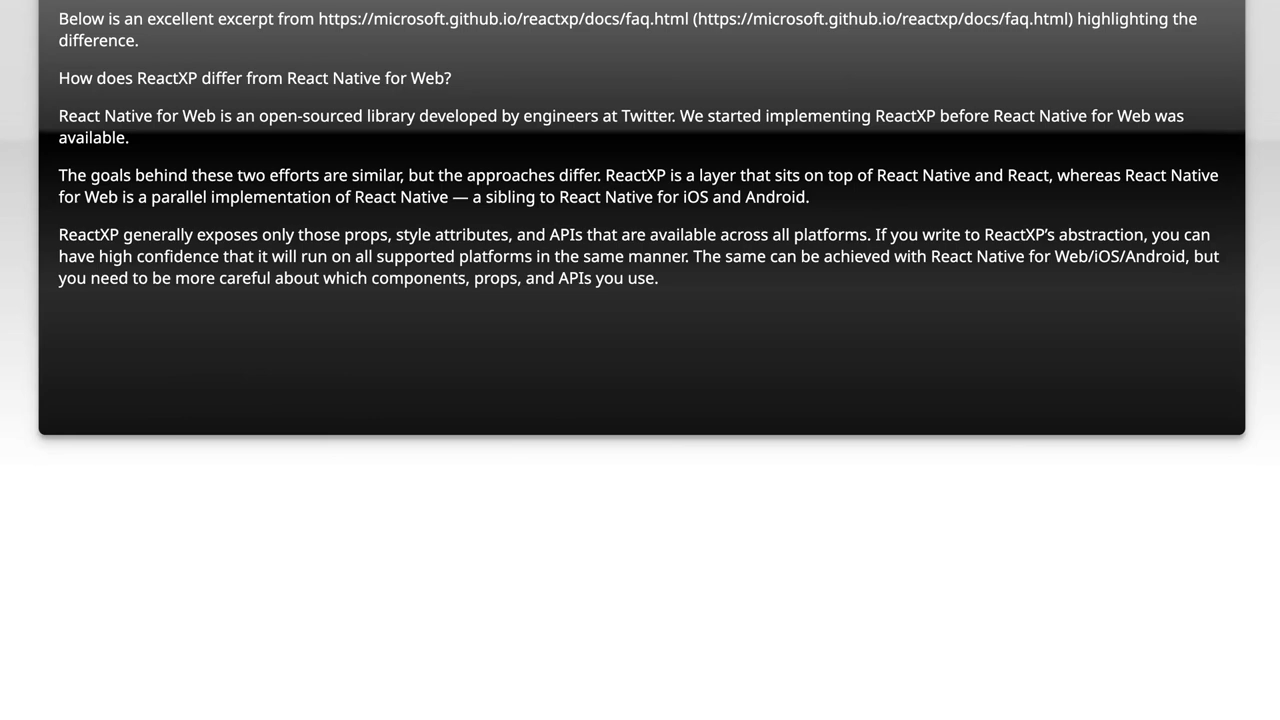 Below is an excellent excerpt from https://microsoft.github.io/reactxp/docs/faq.html (https://microsoft.github.io/reactxp/docs/faq.html) highlighting the
difference.
How does ReactXP differ from React Native for Web?
React Native for Web is an open-sourced library developed by engineers at Twitter. We started implementing ReactXP before React Native for Web was
available.
The goals behind these two efforts are similar, but the approaches differ. ReactXP is a layer that sits on top of React Native and React, whereas React Native
for Web is a parallel implementation of React Native — a sibling to React Native for iOS and Android.
ReactXP generally exposes only those props, style attributes, and APIs that are available across all platforms. If you write to ReactXP’s abstraction, you can
have high confidence that it will run on all supported platforms in the same manner. The same can be achieved with React Native for Web/iOS/Android, but
you need to be more careful about which components, props, and APIs you use.